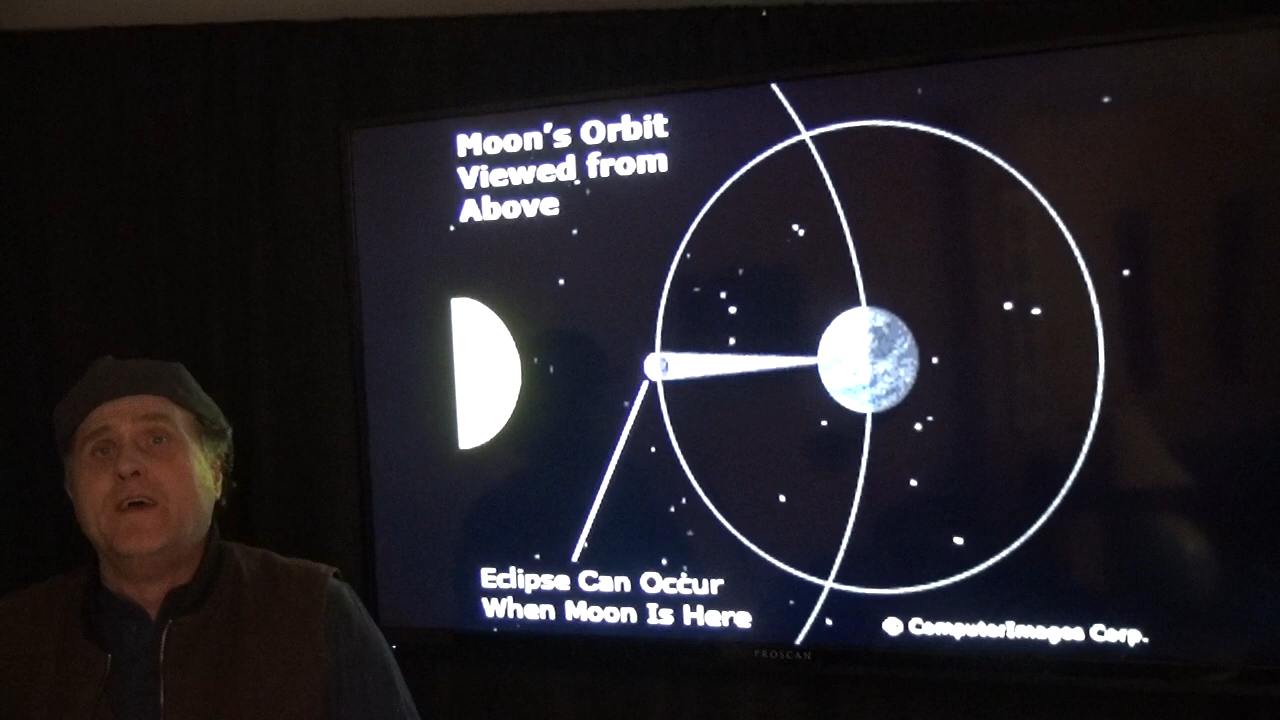 Moon's Orbit
Viewed from
Above
Eclipse Can Occur
When Moon Is Here
© ComputerImages Corp.
PROSCAN